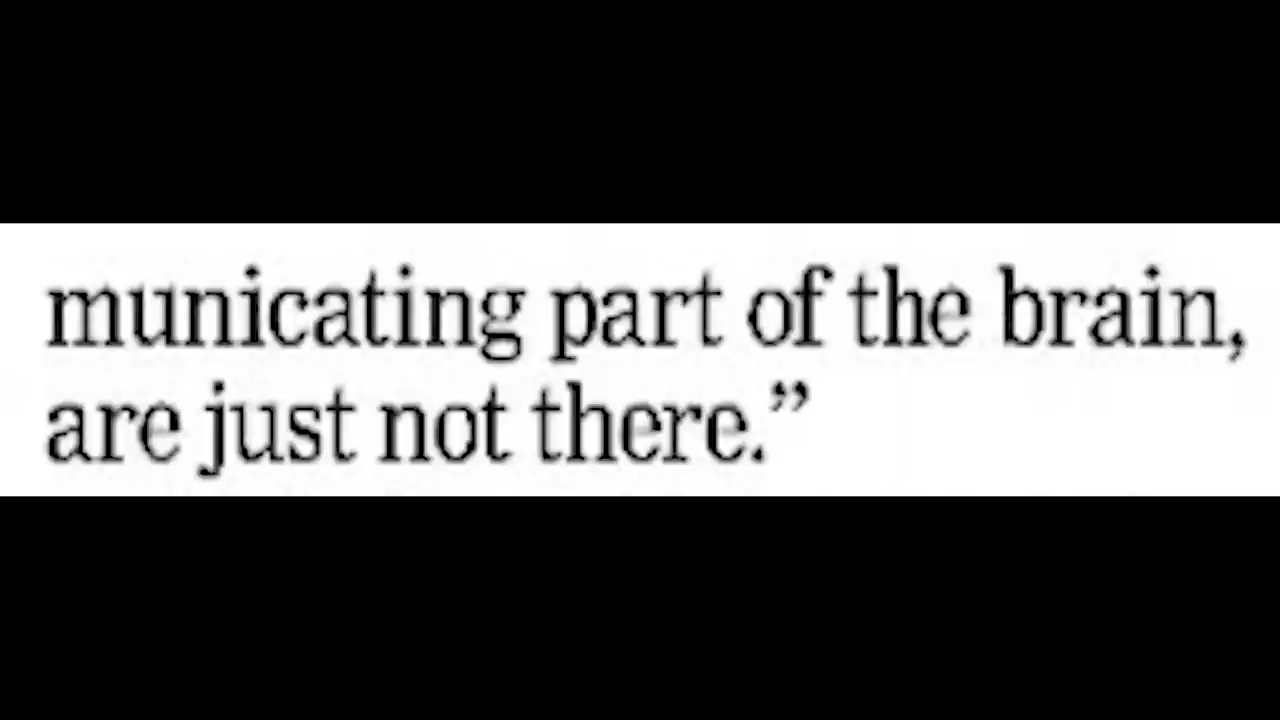 municating part of the brain,
are just not there.”